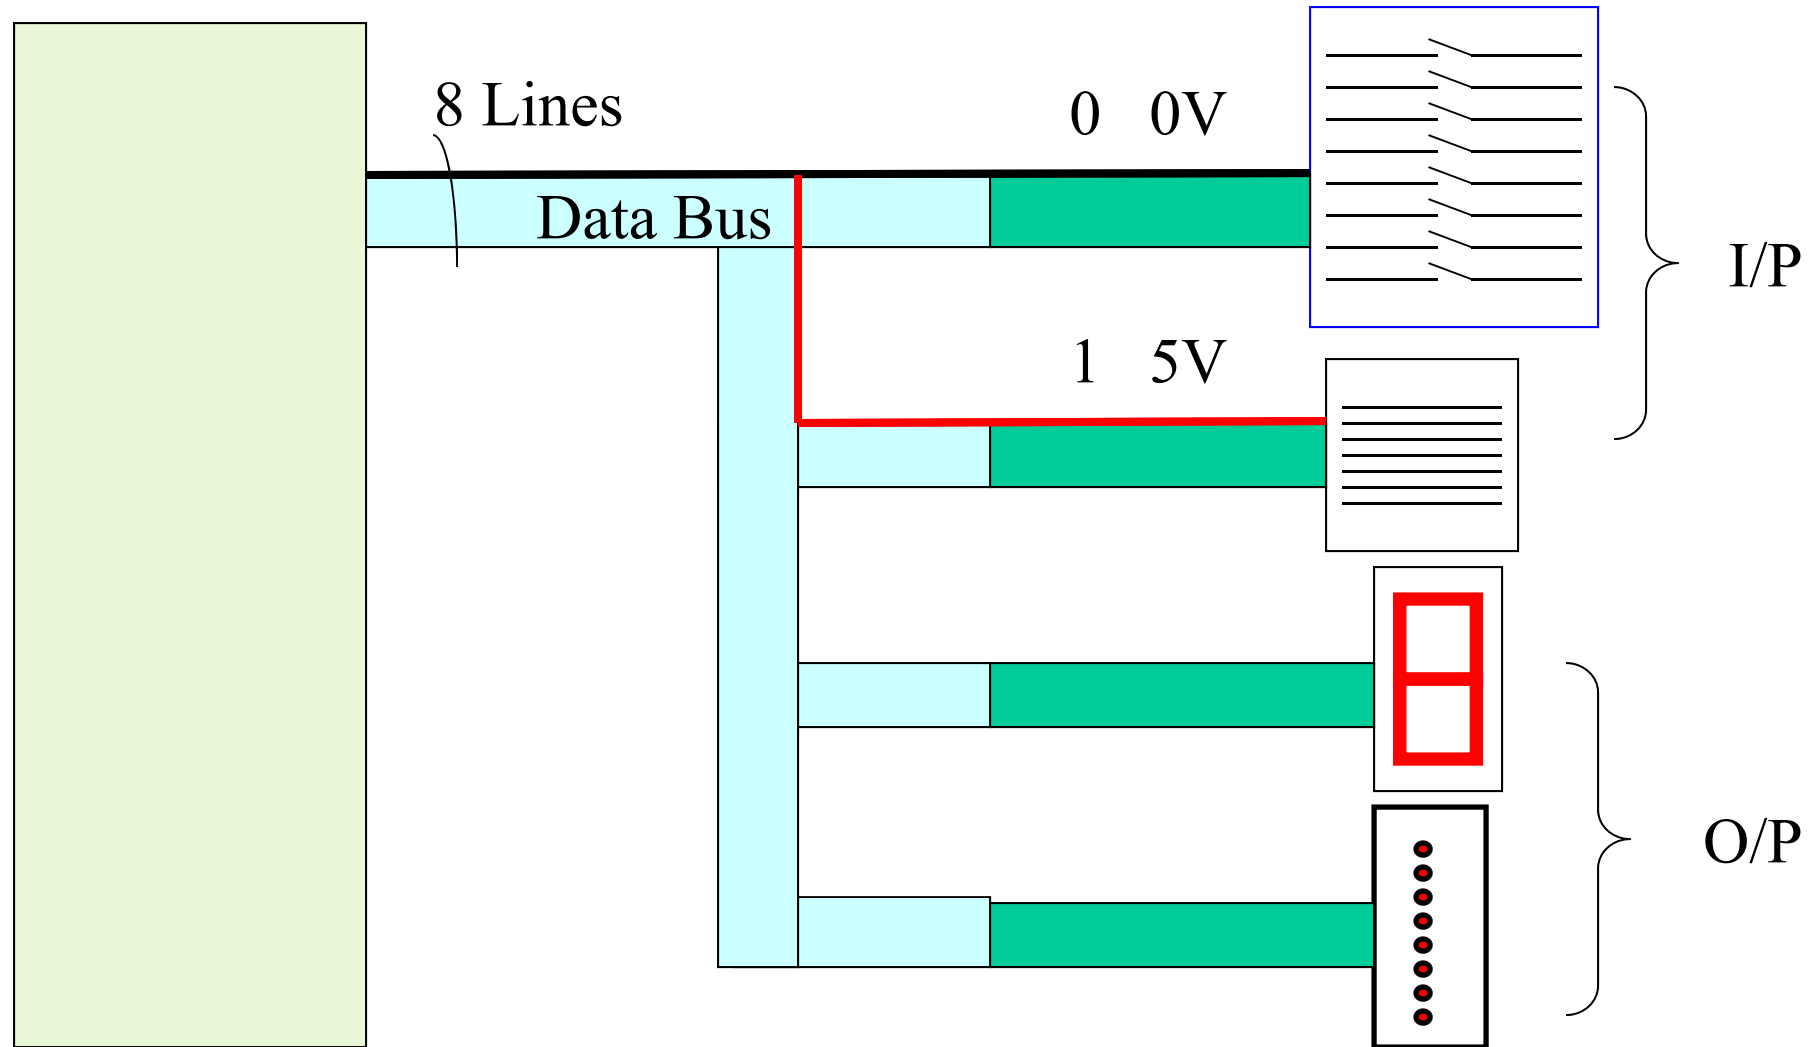 8 Lines
0 0V
Data Bus
I/P
1 5V
O/P